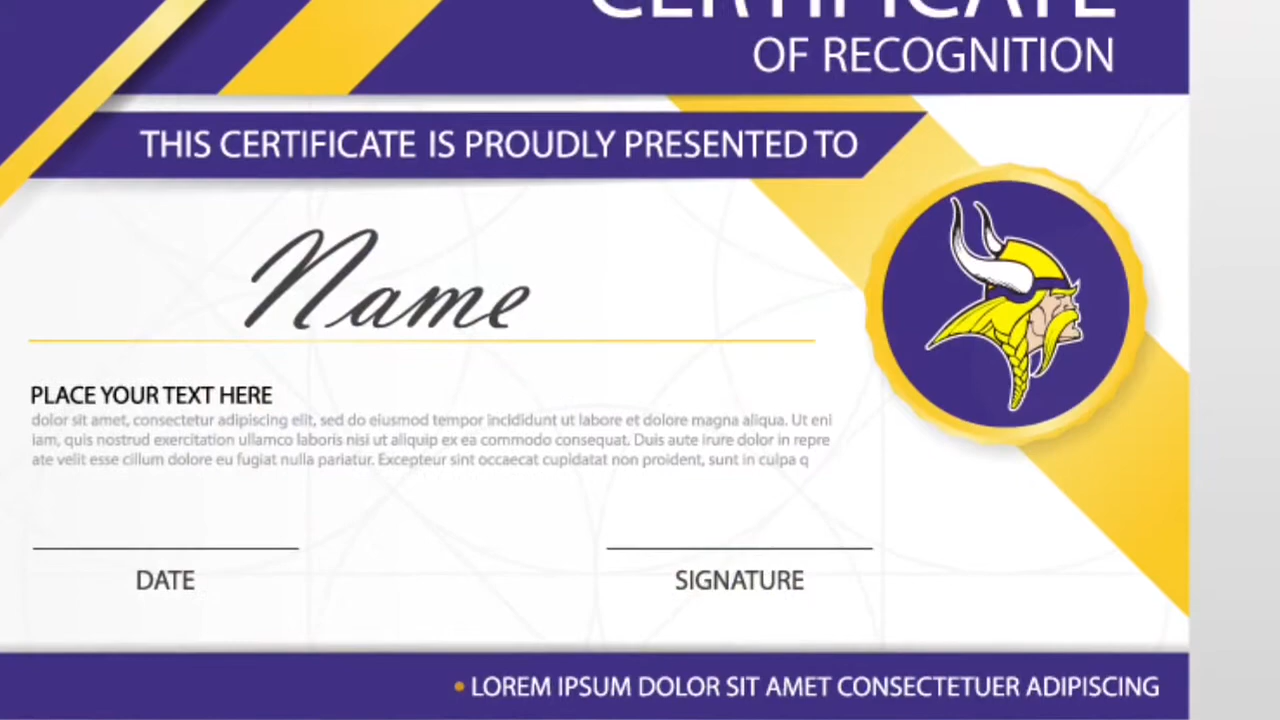 CERTIFICATE
OF RECOGNITION
THIS CERTIFICATE IS PROUDLY PRESENTED TO
Name
PLACE YOUR TEXT HERE
dolor sit amet, consectetur adipiscing elit, sed do eiusmod tempor incididunt ut labore et dolore magna aliqua. Ut eni
iam, quis nostrud exercitation ullamco laboris nisi ut aliquip ex ea commodo consequat. Duis aute irure dolor in repre
ate velit esse cillum dolore eu fugiat nulla pariatur. Excepteur sint occaecat cupidatat non proident, sunt in culpa q
DATE
SIGNATURE
• LOREM IPSUM DOLOR SIT AMET CONSECTETUER ADIPISCING